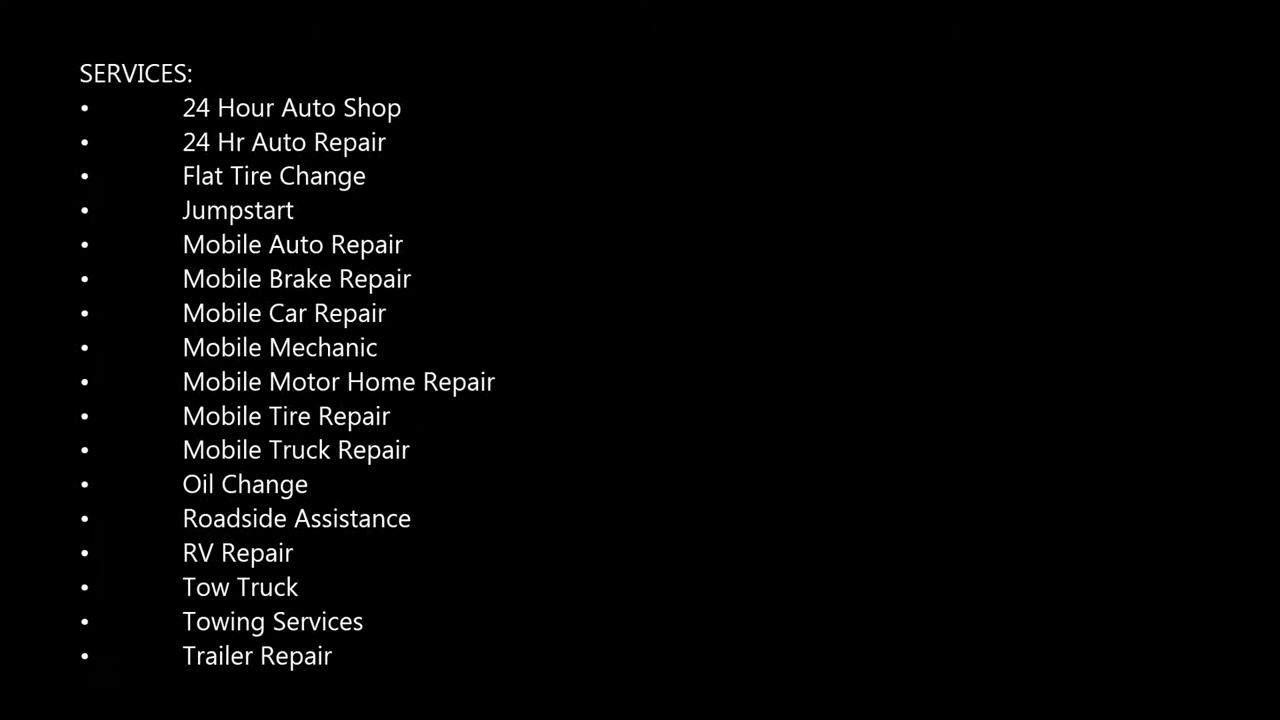 SERVICES:
• 24 Hour Auto Shop
• 24 Hr Auto Repair
• Flat Tire Change
• Jumpstart
• Mobile Auto Repair
• Mobile Brake Repair
• Mobile Car Repair
• Mobile Mechanic
• Mobile Motor Home Repair
• Mobile Tire Repair
• Mobile Truck Repair
• Oil Change
• Roadside Assistance
• RV Repair
• Tow Truck
• Towing Services
• Trailer Repair